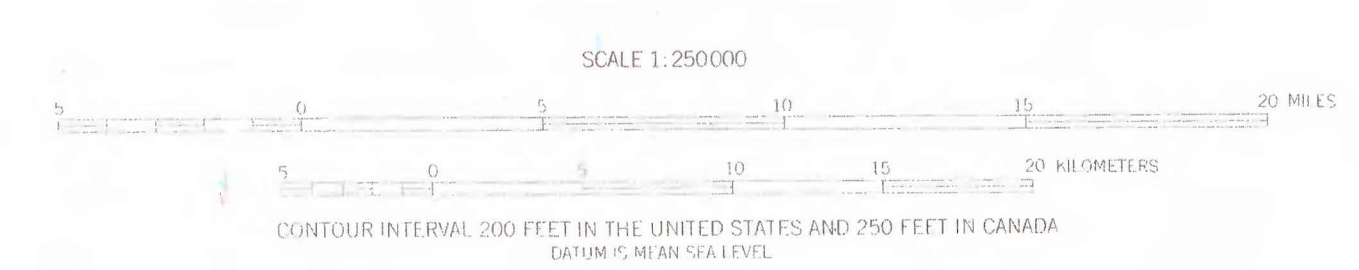 SCALE 1:250000
5 0 5 10 15 20 MILES
5 0 5 10 15 20 KILOMETERS
CONTOUR INTERVAL 200 FEET IN THE UNITED STATES AND 250 FEET IN CANADA
DATUM IS MEAN SEA LEVEL